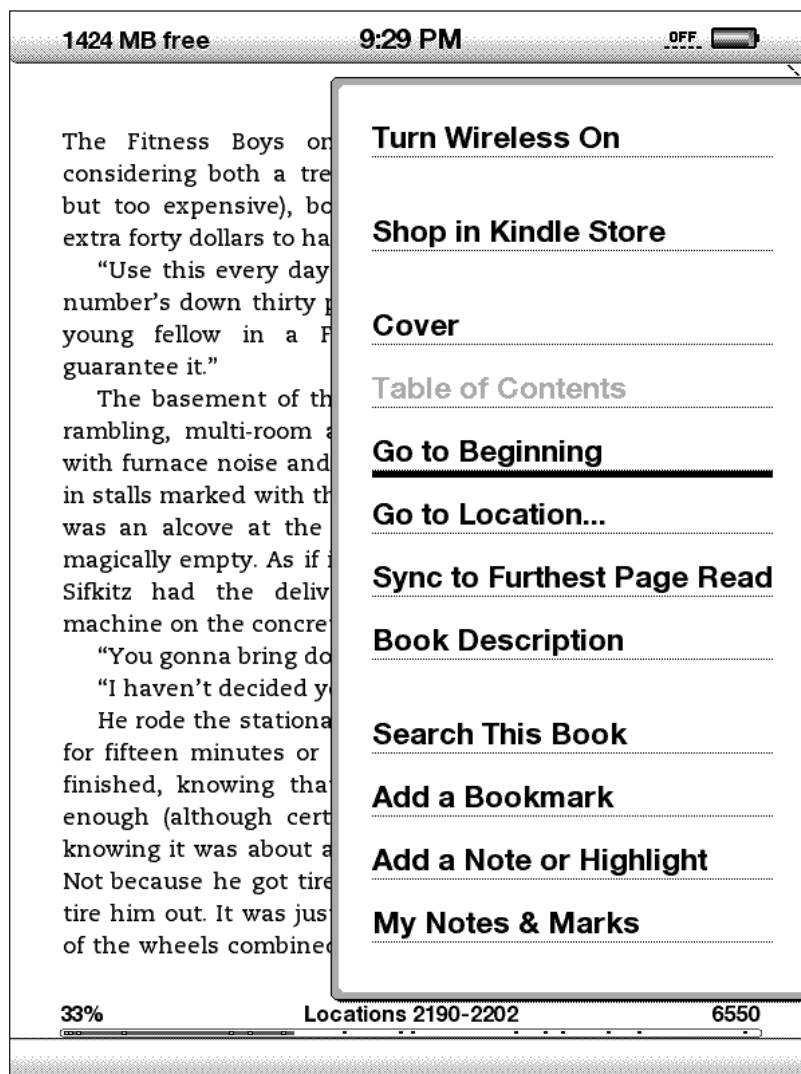 1424 MB free 9:29 PM OFF
The Fitness Boys on
considering both a tre
but too expensive), bo
extra forty dollars to ha
“Use this every day
number’s down thirty p
young fellow in a F
guarantee it.”
The basement of th
rambling, multi-room a
with furnace noise and
in stalls marked with th
was an alcove at the
magically empty. As if i
Sifkitz had the deliv
machine on the concre
“You gonna bring do
“I haven’t decided y
He rode the stationa
for fifteen minutes or
finished, knowing tha
enough (although cert
knowing it was about a
Not because he got tire
tire him out. It was jus
of the wheels combined
Turn Wireless On
Shop in Kindle Store
Cover
Table of Contents
Go to Beginning
Go to Location...
Sync to Furthest Page Read
Book Description
Search This Book
Add a Bookmark
Add a Note or Highlight
My Notes & Marks
33% Locations 2190-2202 6550